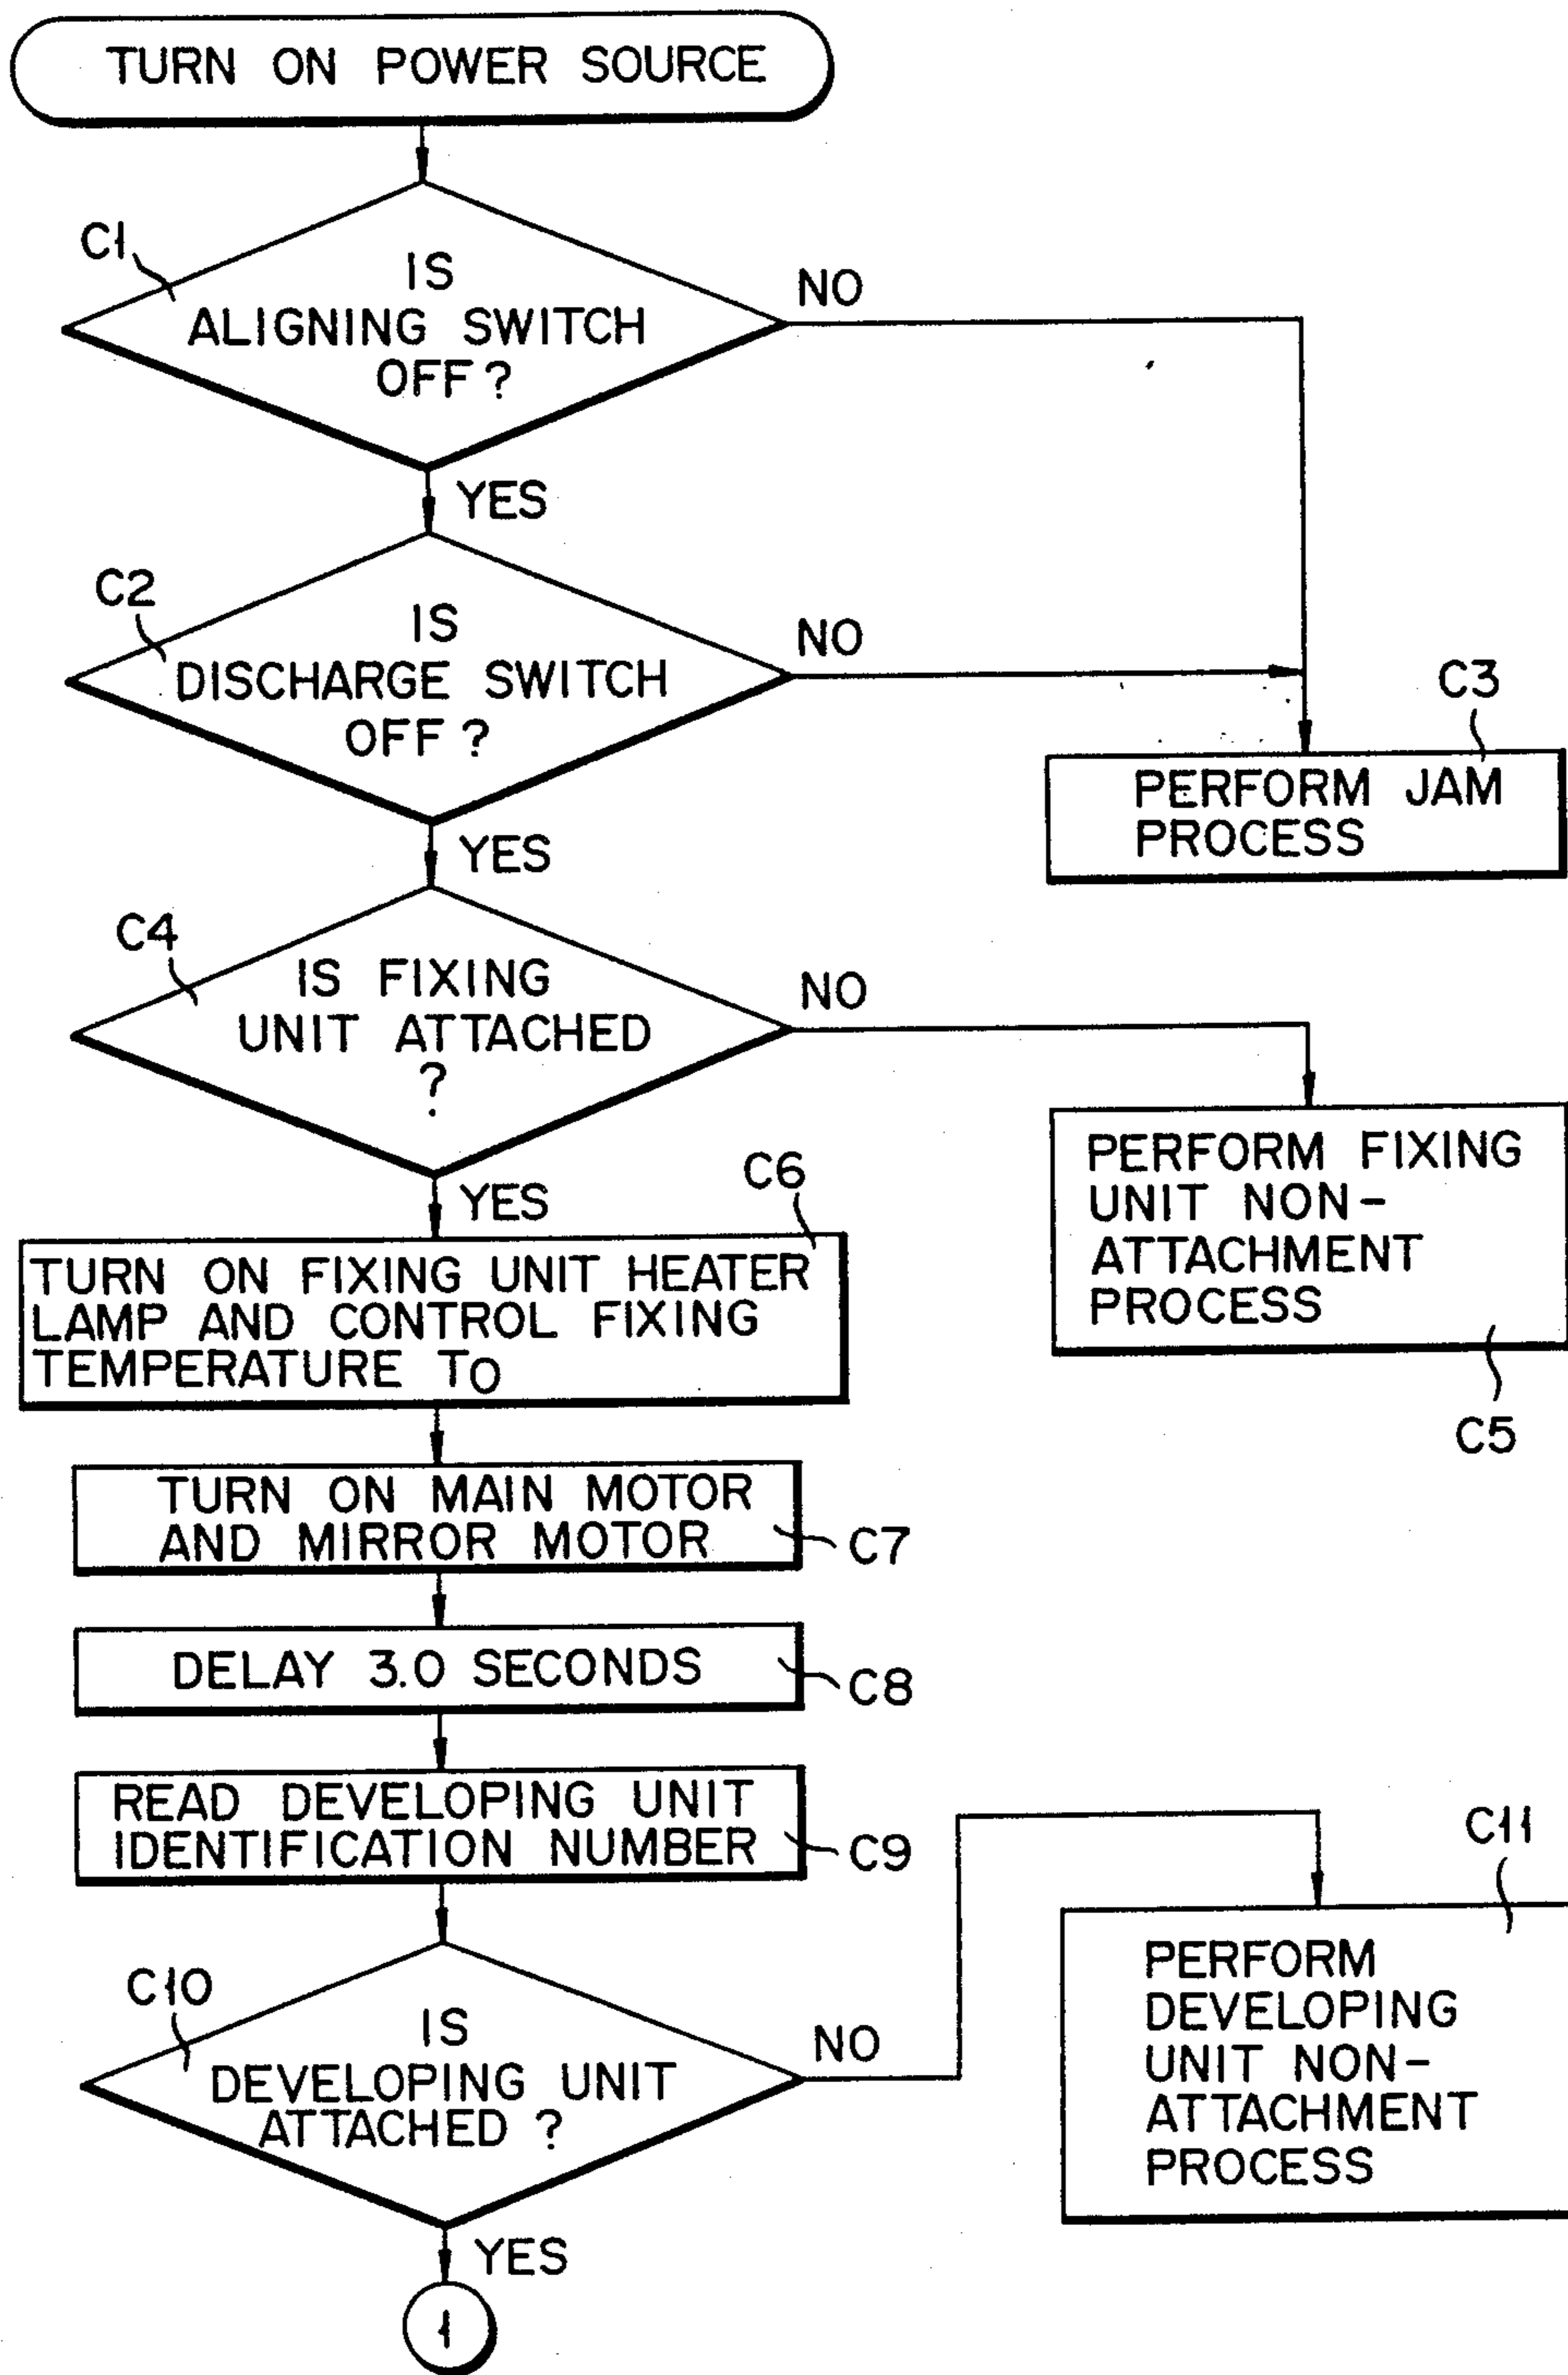 TURN ON POWER SOURCE
C1
IS
ALIGNING SWITCH
OFF?
NO
YES
C2
IS
DISCHARGE SWITCH
OFF?
NO
C3
PERFORM JAM
PROCESS
YES
C4
IS FIXING
UNIT ATTACHED
?
NO
PERFORM FIXING
UNIT NON-
ATTACHMENT
PROCESS
C5
YES
C6
TURN ON FIXING UNIT HEATER
LAMP AND CONTROL FIXING
TEMPERATURE TO
TURN ON MAIN MOTOR
AND MIRROR MOTOR
C7
DELAY 3.0 SECONDS
C8
READ DEVELOPING UNIT
IDENTIFICATION NUMBER
C9
C10
IS
DEVELOPING UNIT
ATTACHED ?
NO
C11
PERFORM
DEVELOPING
UNIT NON-
ATTACHMENT
PROCESS
YES
1